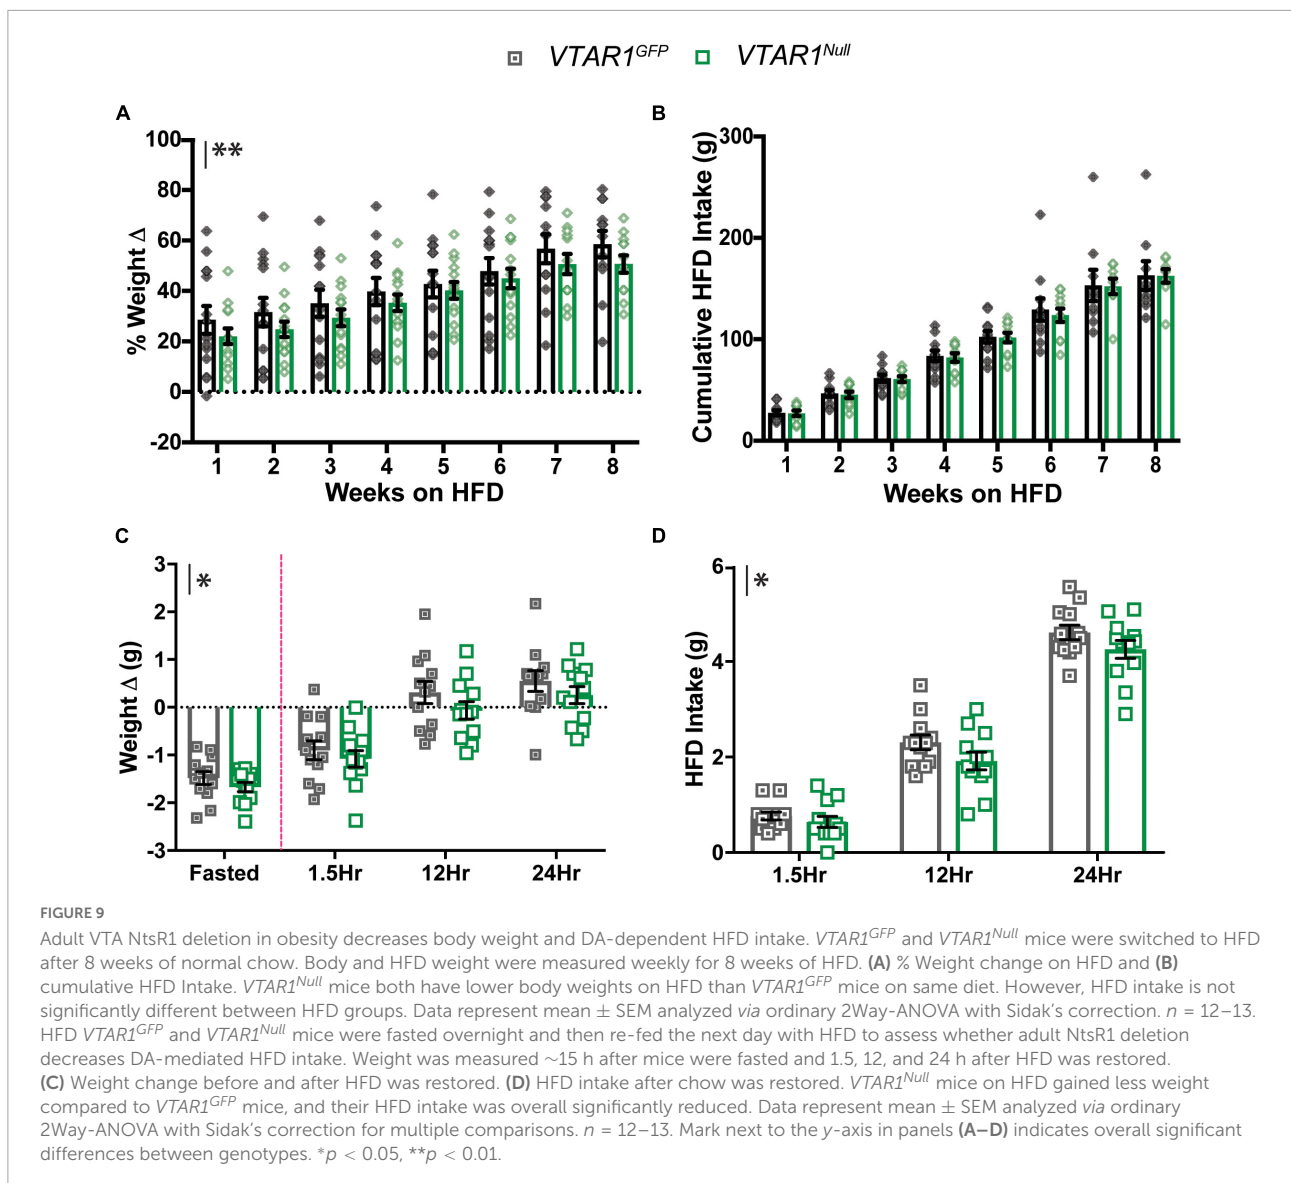 VTAR1GFP VTAR1Null
A
100
80
60
40
20
0
-20
% Weight Δ
**
1 2 3 4 5 6 7 8
Weeks on HFD
B
300
200
100
0
Cumulative HFD Intake (g)
1 2 3 4 5 6 7 8
Weeks on HFD
C
3
2
1
0
-1
-2
-3
Weight Δ (g)
*
Fasted 1.5Hr 12Hr 24Hr
D
6
4
2
0
HFD Intake (g)
*
1.5Hr 12Hr 24Hr
FIGURE 9
Adult VTA NtsR1 deletion in obesity decreases body weight and DA-dependent HFD intake. VTAR1GFP and VTAR1Null mice were switched to HFD
after 8 weeks of normal chow. Body and HFD weight were measured weekly for 8 weeks of HFD. (A) % Weight change on HFD and (B)
cumulative HFD Intake. VTAR1Null mice both have lower body weights on HFD than VTAR1GFP mice on same diet. However, HFD intake is not
significantly different between HFD groups. Data represent mean ± SEM analyzed via ordinary 2Way-ANOVA with Sidak's correction. n = 12–13.
HFD VTAR1GFP and VTAR1Null mice were fasted overnight and then re-fed the next day with HFD to assess whether adult NtsR1 deletion
decreases DA-mediated HFD intake. Weight was measured ∼15 h after mice were fasted and 1.5, 12, and 24 h after HFD was restored.
(C) Weight change before and after HFD was restored. (D) HFD intake after chow was restored. VTAR1Null mice on HFD gained less weight
compared to VTAR1GFP mice, and their HFD intake was overall significantly reduced. Data represent mean ± SEM analyzed via ordinary
2Way-ANOVA with Sidak's correction for multiple comparisons. n = 12–13. Mark next to the y-axis in panels (A–D) indicates overall significant
differences between genotypes. *p < 0.05, **p < 0.01.